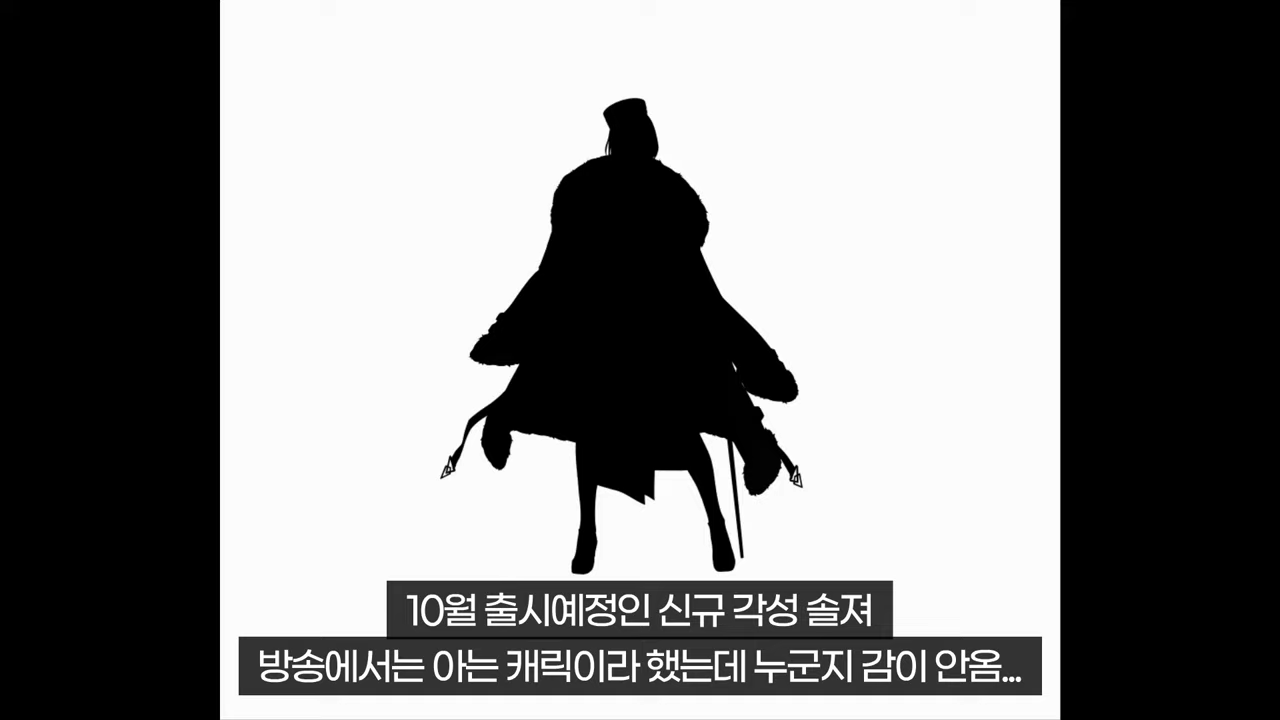 10월 출시예정인 신규 각성 솔져
방송에서는 아는 캐릭이라 했는데 누군지 감이 안옴...